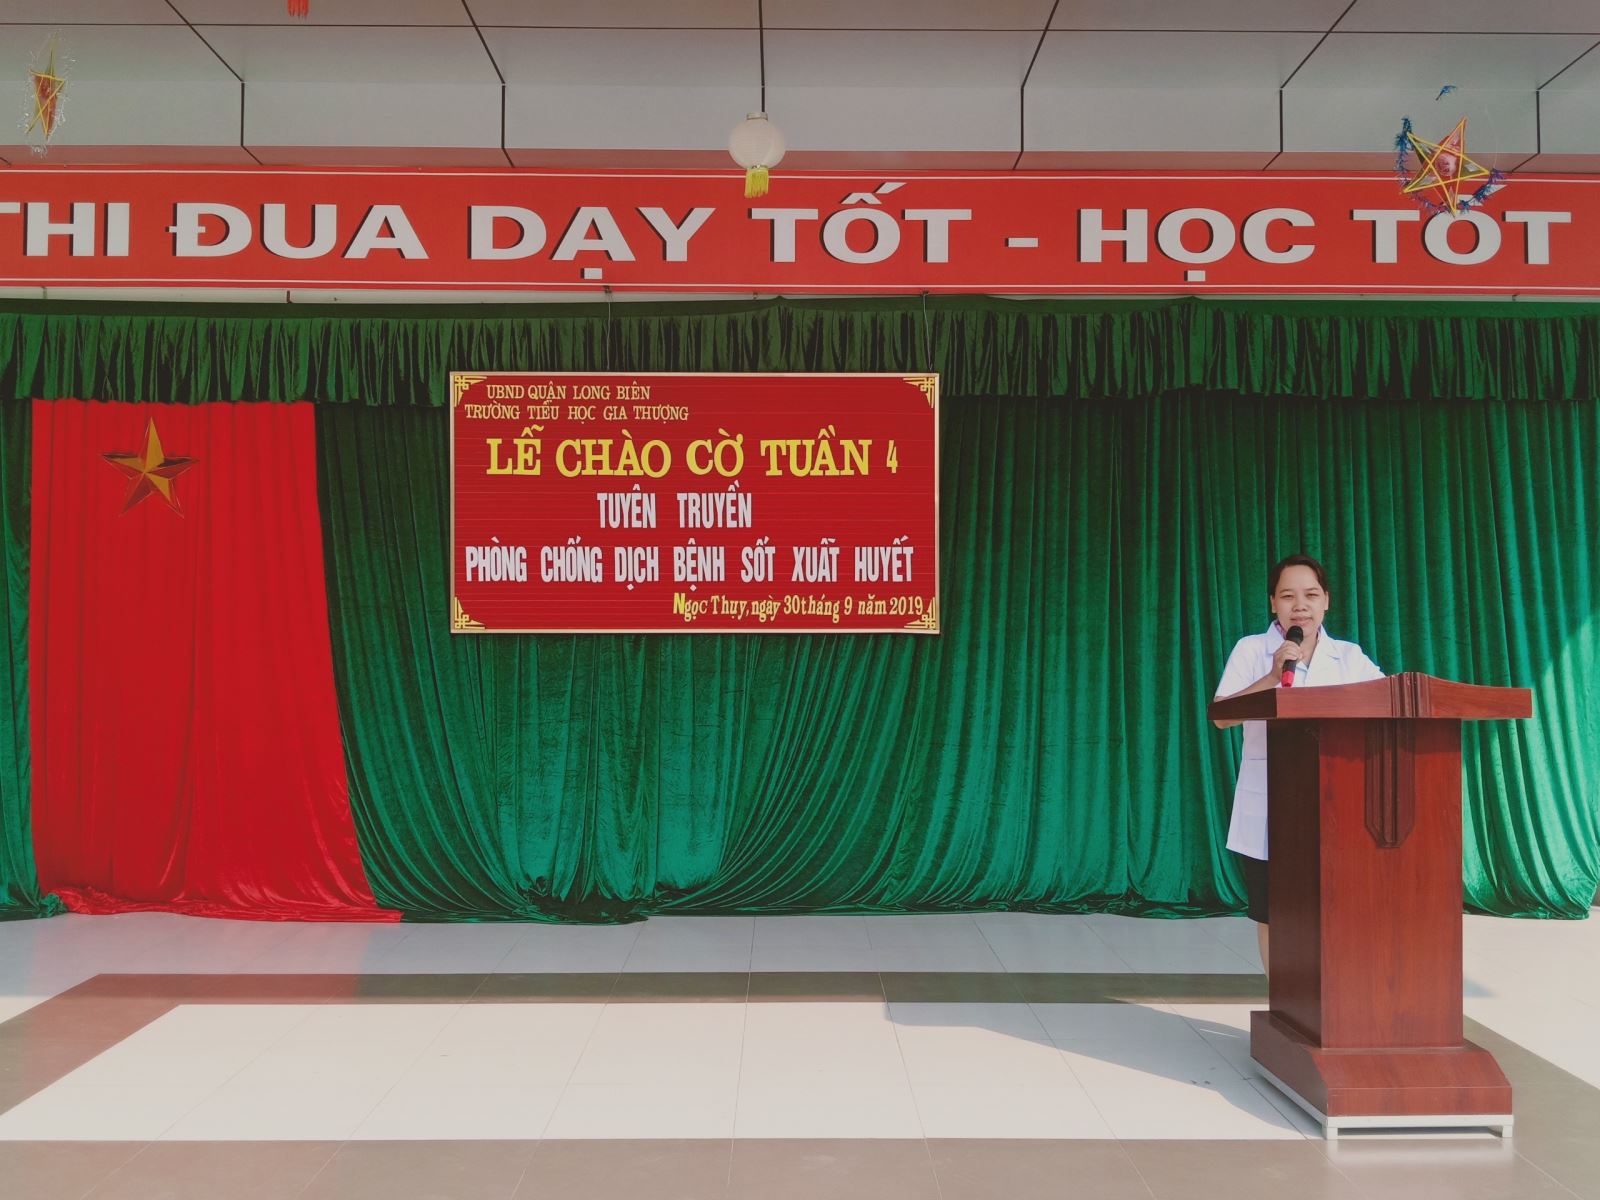 THI ĐUA DẠY TỐT - HỌC TỐT
UBND QUẬN LONG BIÊN
TRƯỜNG TIỂU HỌC GIA THƯỢNG
LỄ CHÀO CỜ TUẦN 4
TUYÊN TRUYỀN
PHÒNG CHỐNG DỊCH BỆNH SỐT XUẤT HUYẾT
Ngọc Thụy, ngày 30 tháng 9 năm 2019